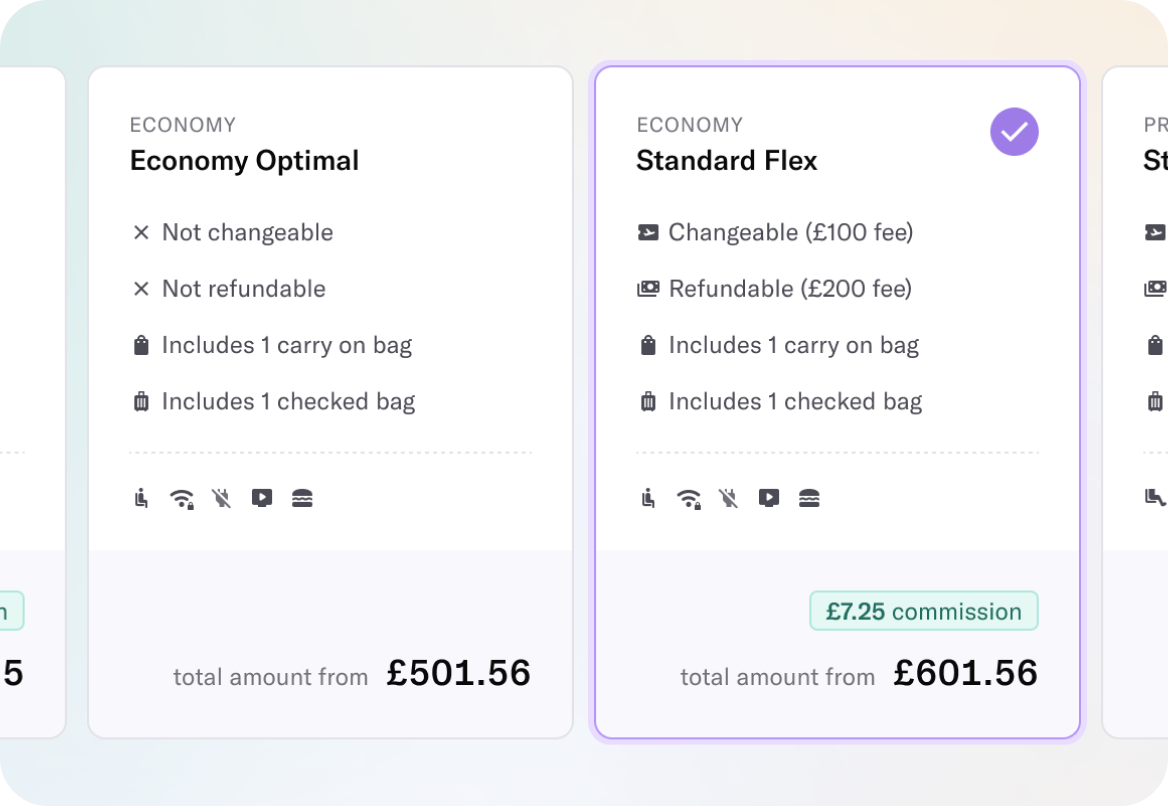 ECONOMY
Economy Optimal
Not changeable
Not refundable
Includes 1 carry on bag
Includes 1 checked bag
total amount from £501.56
ECONOMY
Standard Flex
Changeable (£100 fee)
Refundable (£200 fee)
Includes 1 carry on bag
Includes 1 checked bag
£7.25 commission
total amount from £601.56
n
5
PR
St